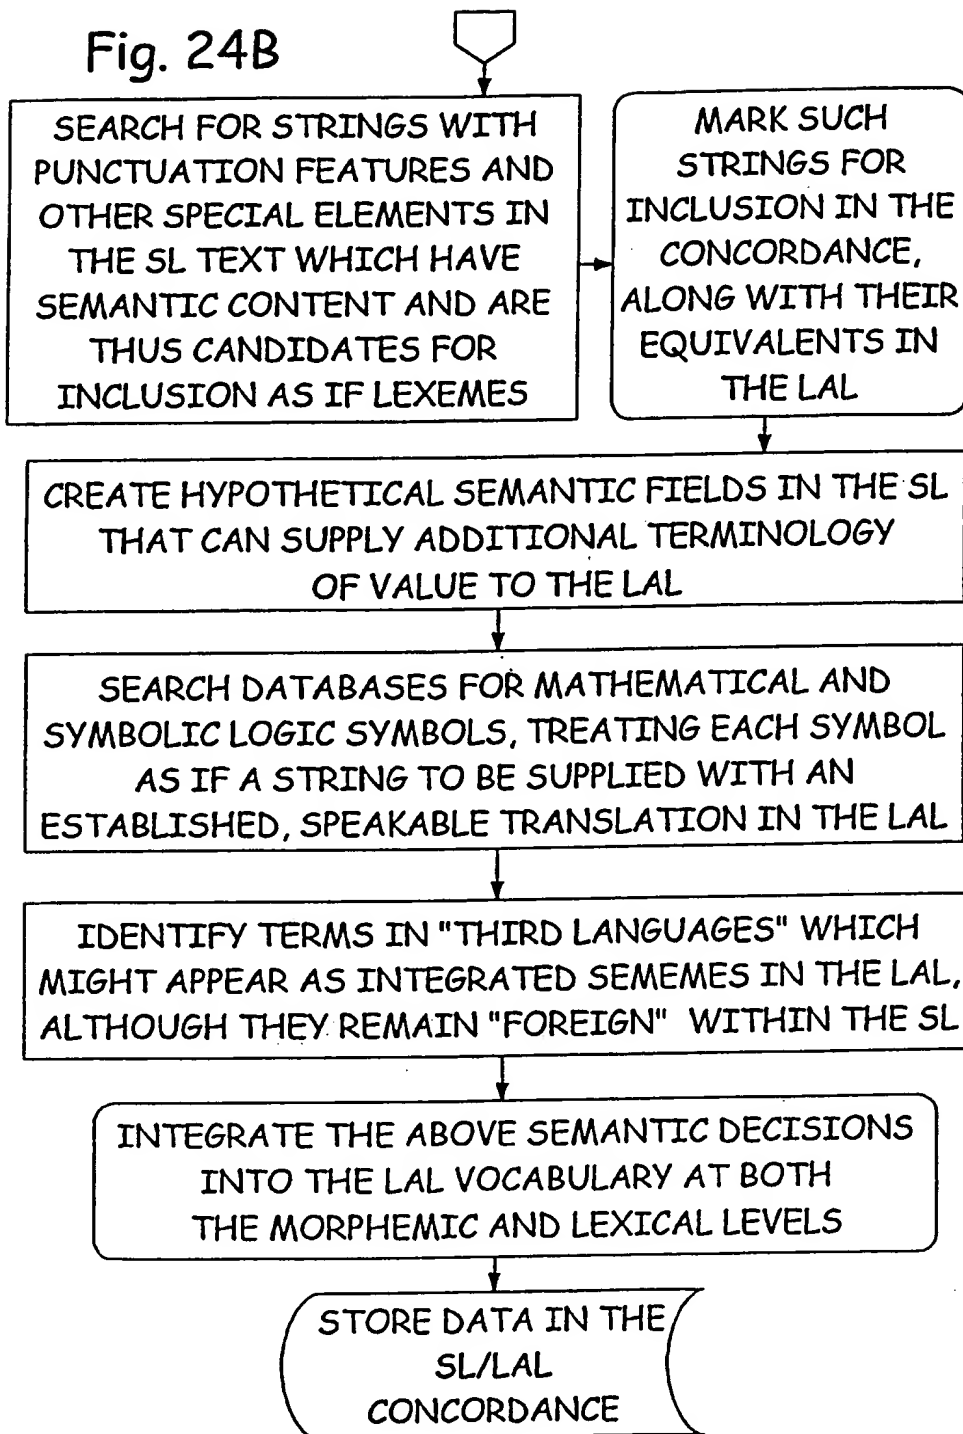 Fig. 24B
SEARCH FOR STRINGS WITH
PUNCTUATION FEATURES AND
OTHER SPECIAL ELEMENTS IN
THE SL TEXT WHICH HAVE
SEMANTIC CONTENT AND ARE
THUS CANDIDATES FOR
INCLUSION AS IF LEXEMES
MARK SUCH
STRINGS FOR
INCLUSION IN THE
CONCORDANCE,
ALONG WITH THEIR
EQUIVALENTS IN
THE LAL
CREATE HYPOTHETICAL SEMANTIC FIELDS IN THE SL
THAT CAN SUPPLY ADDITIONAL TERMINOLOGY
OF VALUE TO THE LAL
SEARCH DATABASES FOR MATHEMATICAL AND
SYMBOLIC LOGIC SYMBOLS, TREATING EACH SYMBOL
AS IF A STRING TO BE SUPPLIED WITH AN
ESTABLISHED, SPEAKABLE TRANSLATION IN THE LAL
IDENTIFY TERMS IN "THIRD LANGUAGES" WHICH
MIGHT APPEAR AS INTEGRATED SEMEMES IN THE LAL,
ALTHOUGH THEY REMAIN "FOREIGN" WITHIN THE SL
INTEGRATE THE ABOVE SEMANTIC DECISIONS
INTO THE LAL VOCABULARY AT BOTH
THE MORPHEMIC AND LEXICAL LEVELS
STORE DATA IN THE
SL/LAL
CONCORDANCE